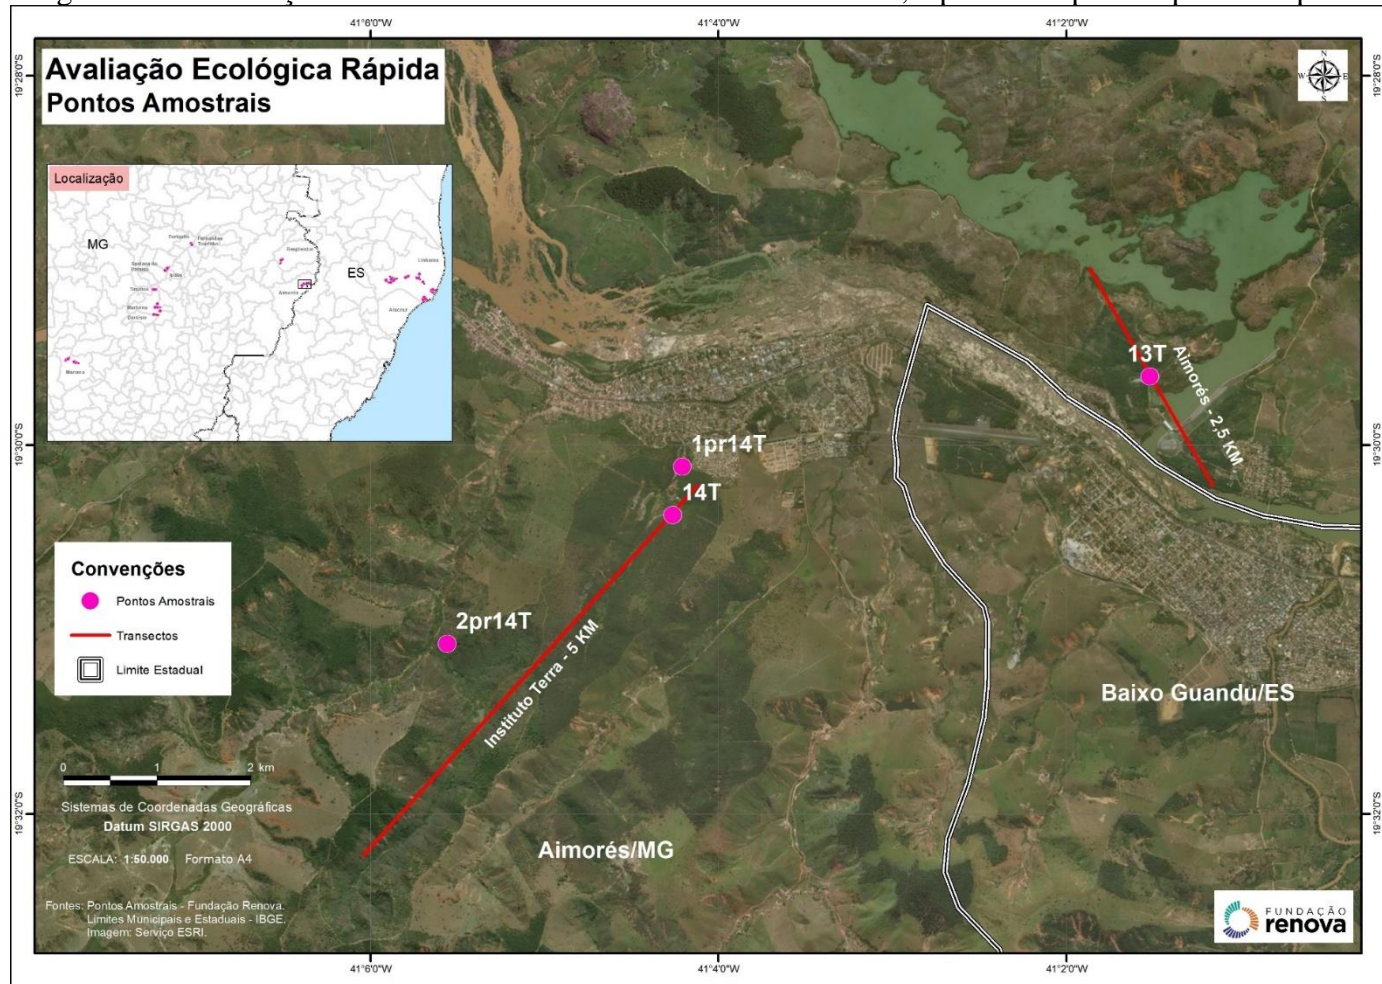 41°6'0"W 41°4'0"W 41°2'0"W
Avaliação Ecológica Rápida
Pontos Amostrais
N
W E
S
19°28'0"S 19°28'0"S
Localização
MG
ES
Resplendor
Aimorés
Linhares
Aracruz
Mariana
13T
Aimorés - 2,5 KM
19°30'0"S 19°30'0"S
1pr14T
14T
2pr14T
Instituto Terra - 5 KM
Convenções
Pontos Amostrais
Transectos
Limite Estadual
Baixo Guandu/ES
Aimorés/MG
0 1 2 km
Sistemas de Coordenadas Geográficas
Datum SIRGAS 2000
ESCALA: 1:50.000 Formato A4
19°32'0"S 19°32'0"S
Fontes: Pontos Amostrais - Fundação Renova.
Limites Municipais e Estaduais - IBGE.
Imagem: Serviço ESRI.
FUNDAÇÃO
renova
41°6'0"W 41°4'0"W 41°2'0"W